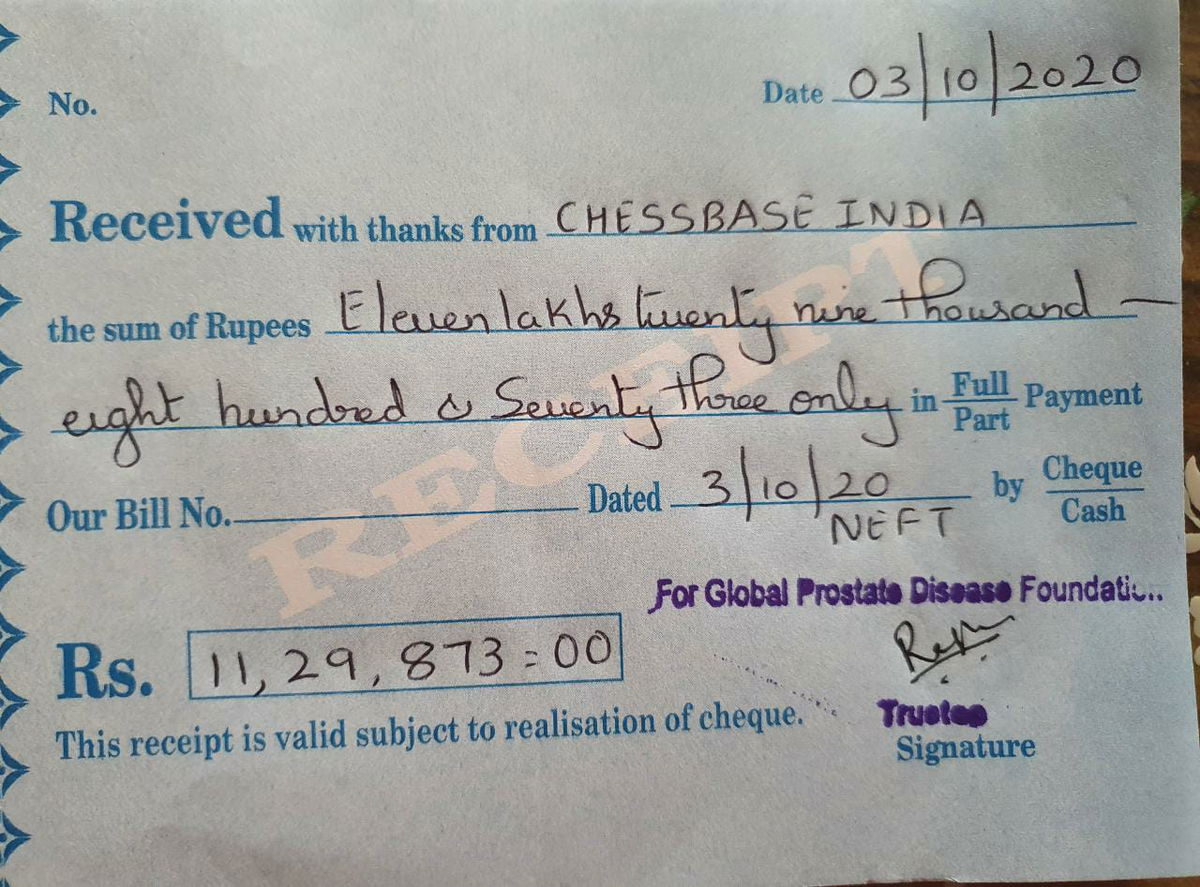 No.
Date 03/10/2020
Received with thanks from CHESSBASE INDIA
the sum of Rupees Eleven lakhs twenty nine thousand —
eight hundred & Seventy three only in Full Payment
Part
Our Bill No. Dated 3/10/20 by Cheque
NEFT Cash
RECEIPT
For Global Prostate Disease Foundatio..
Rs. 11,29,873=00
This receipt is valid subject to realisation of cheque.
Trustee
Signature